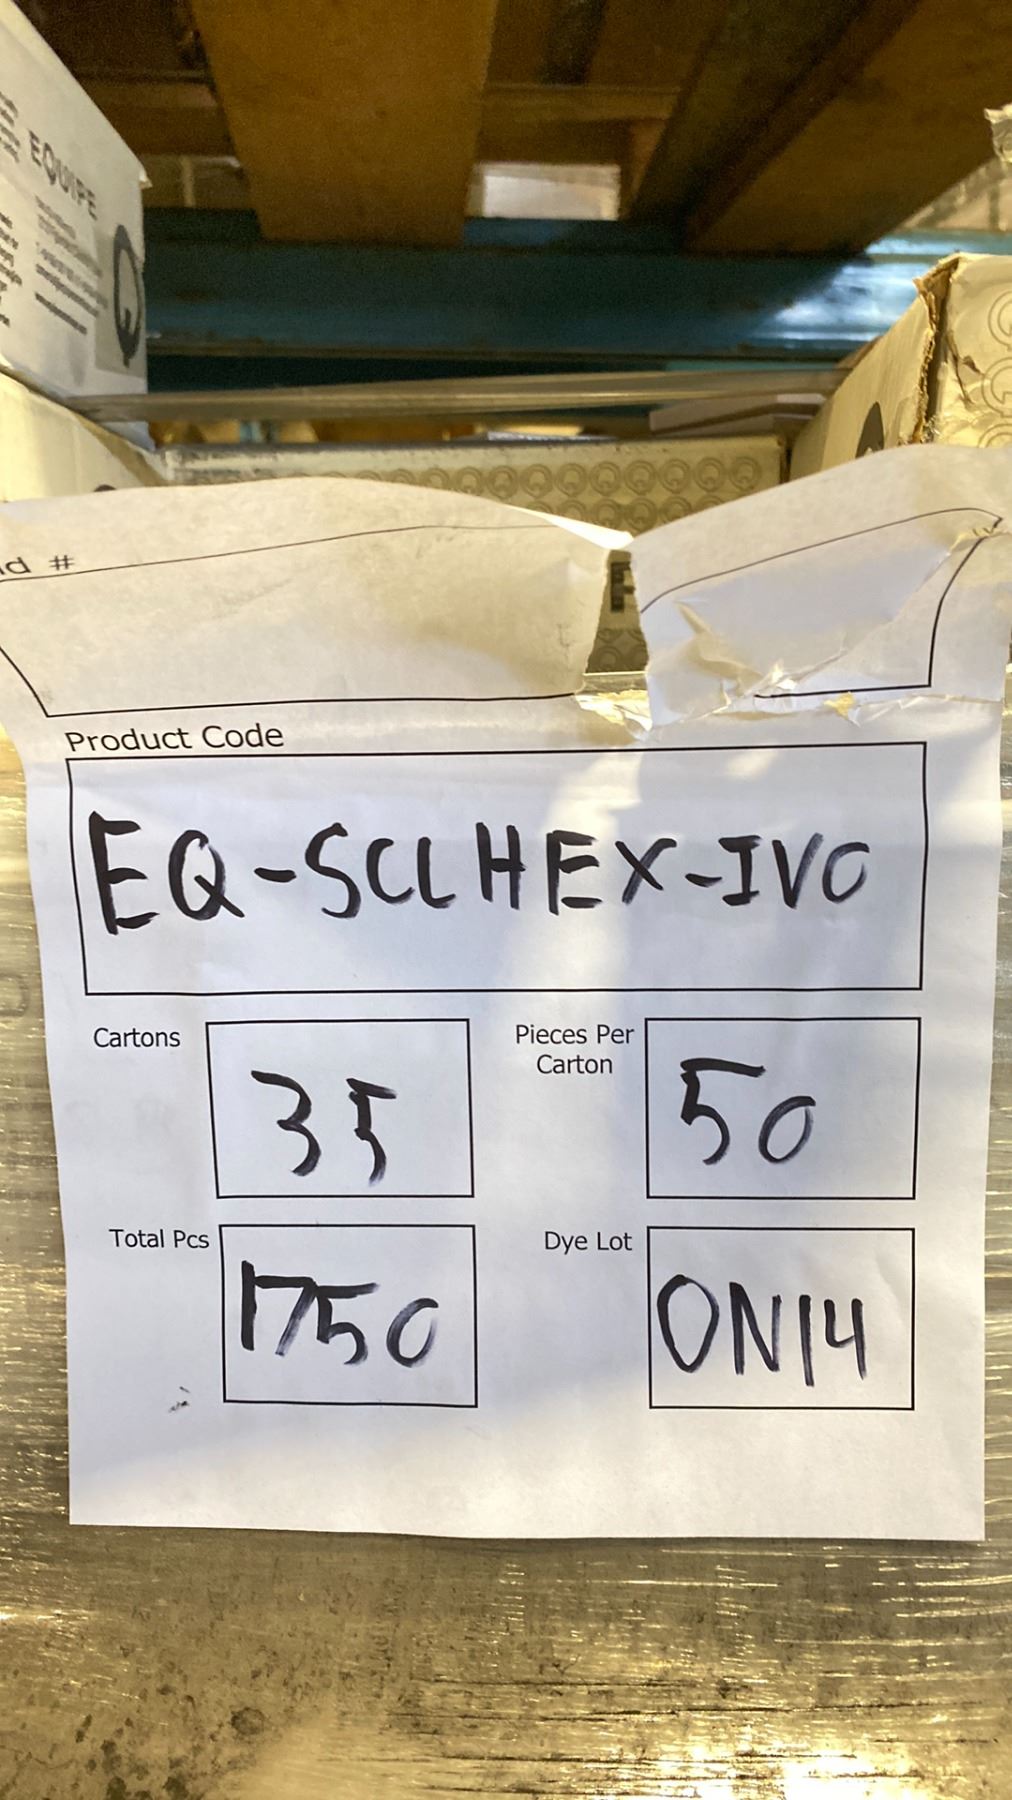 EQUIPE
d #
Product Code
EQ-SCLHEX-IVO
Cartons
35
Pieces Per
Carton
50
Total Pcs
1750
Dye Lot
ON14